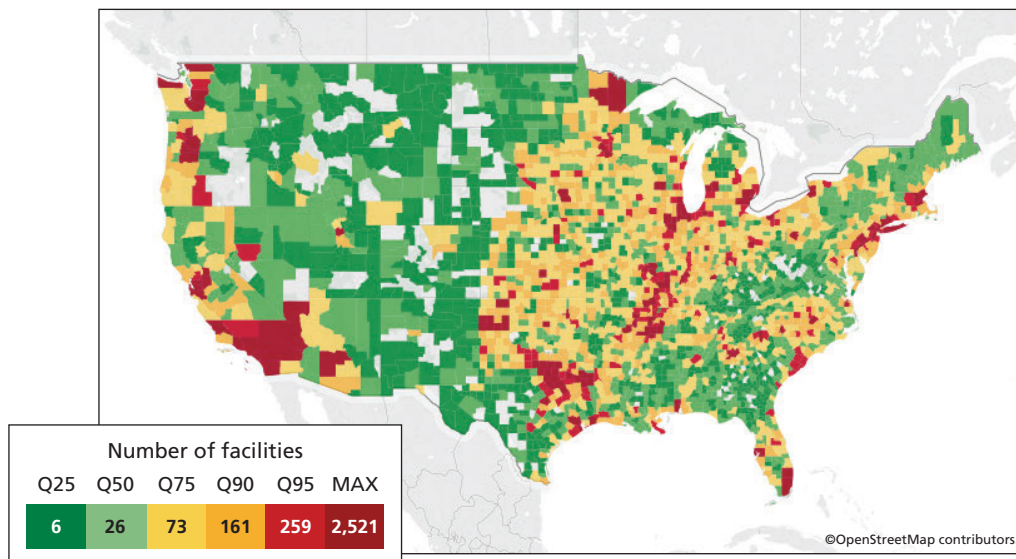 Number of facilities
Q25 Q50 Q75 Q90 Q95 MAX
6 26 73 161 259 2,521
©OpenStreetMap contributors